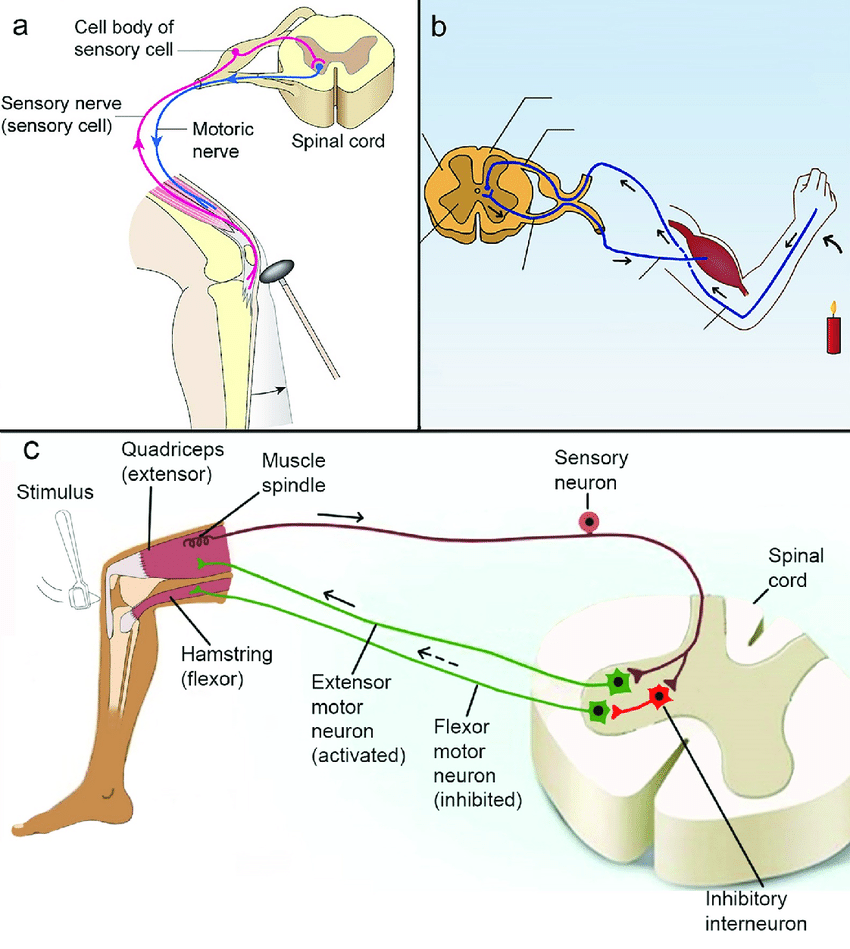 a
Cell body of
sensory cell
Sensory nerve
(sensory cell)
Motoric
nerve
Spinal cord
b
c
Quadriceps
(extensor)
Muscle
spindle
Stimulus
Sensory
neuron
Spinal
cord
Hamstring
(flexor)
Extensor
motor
neuron
(activated)
Flexor
motor
neuron
(inhibited)
Inhibitory
interneuron